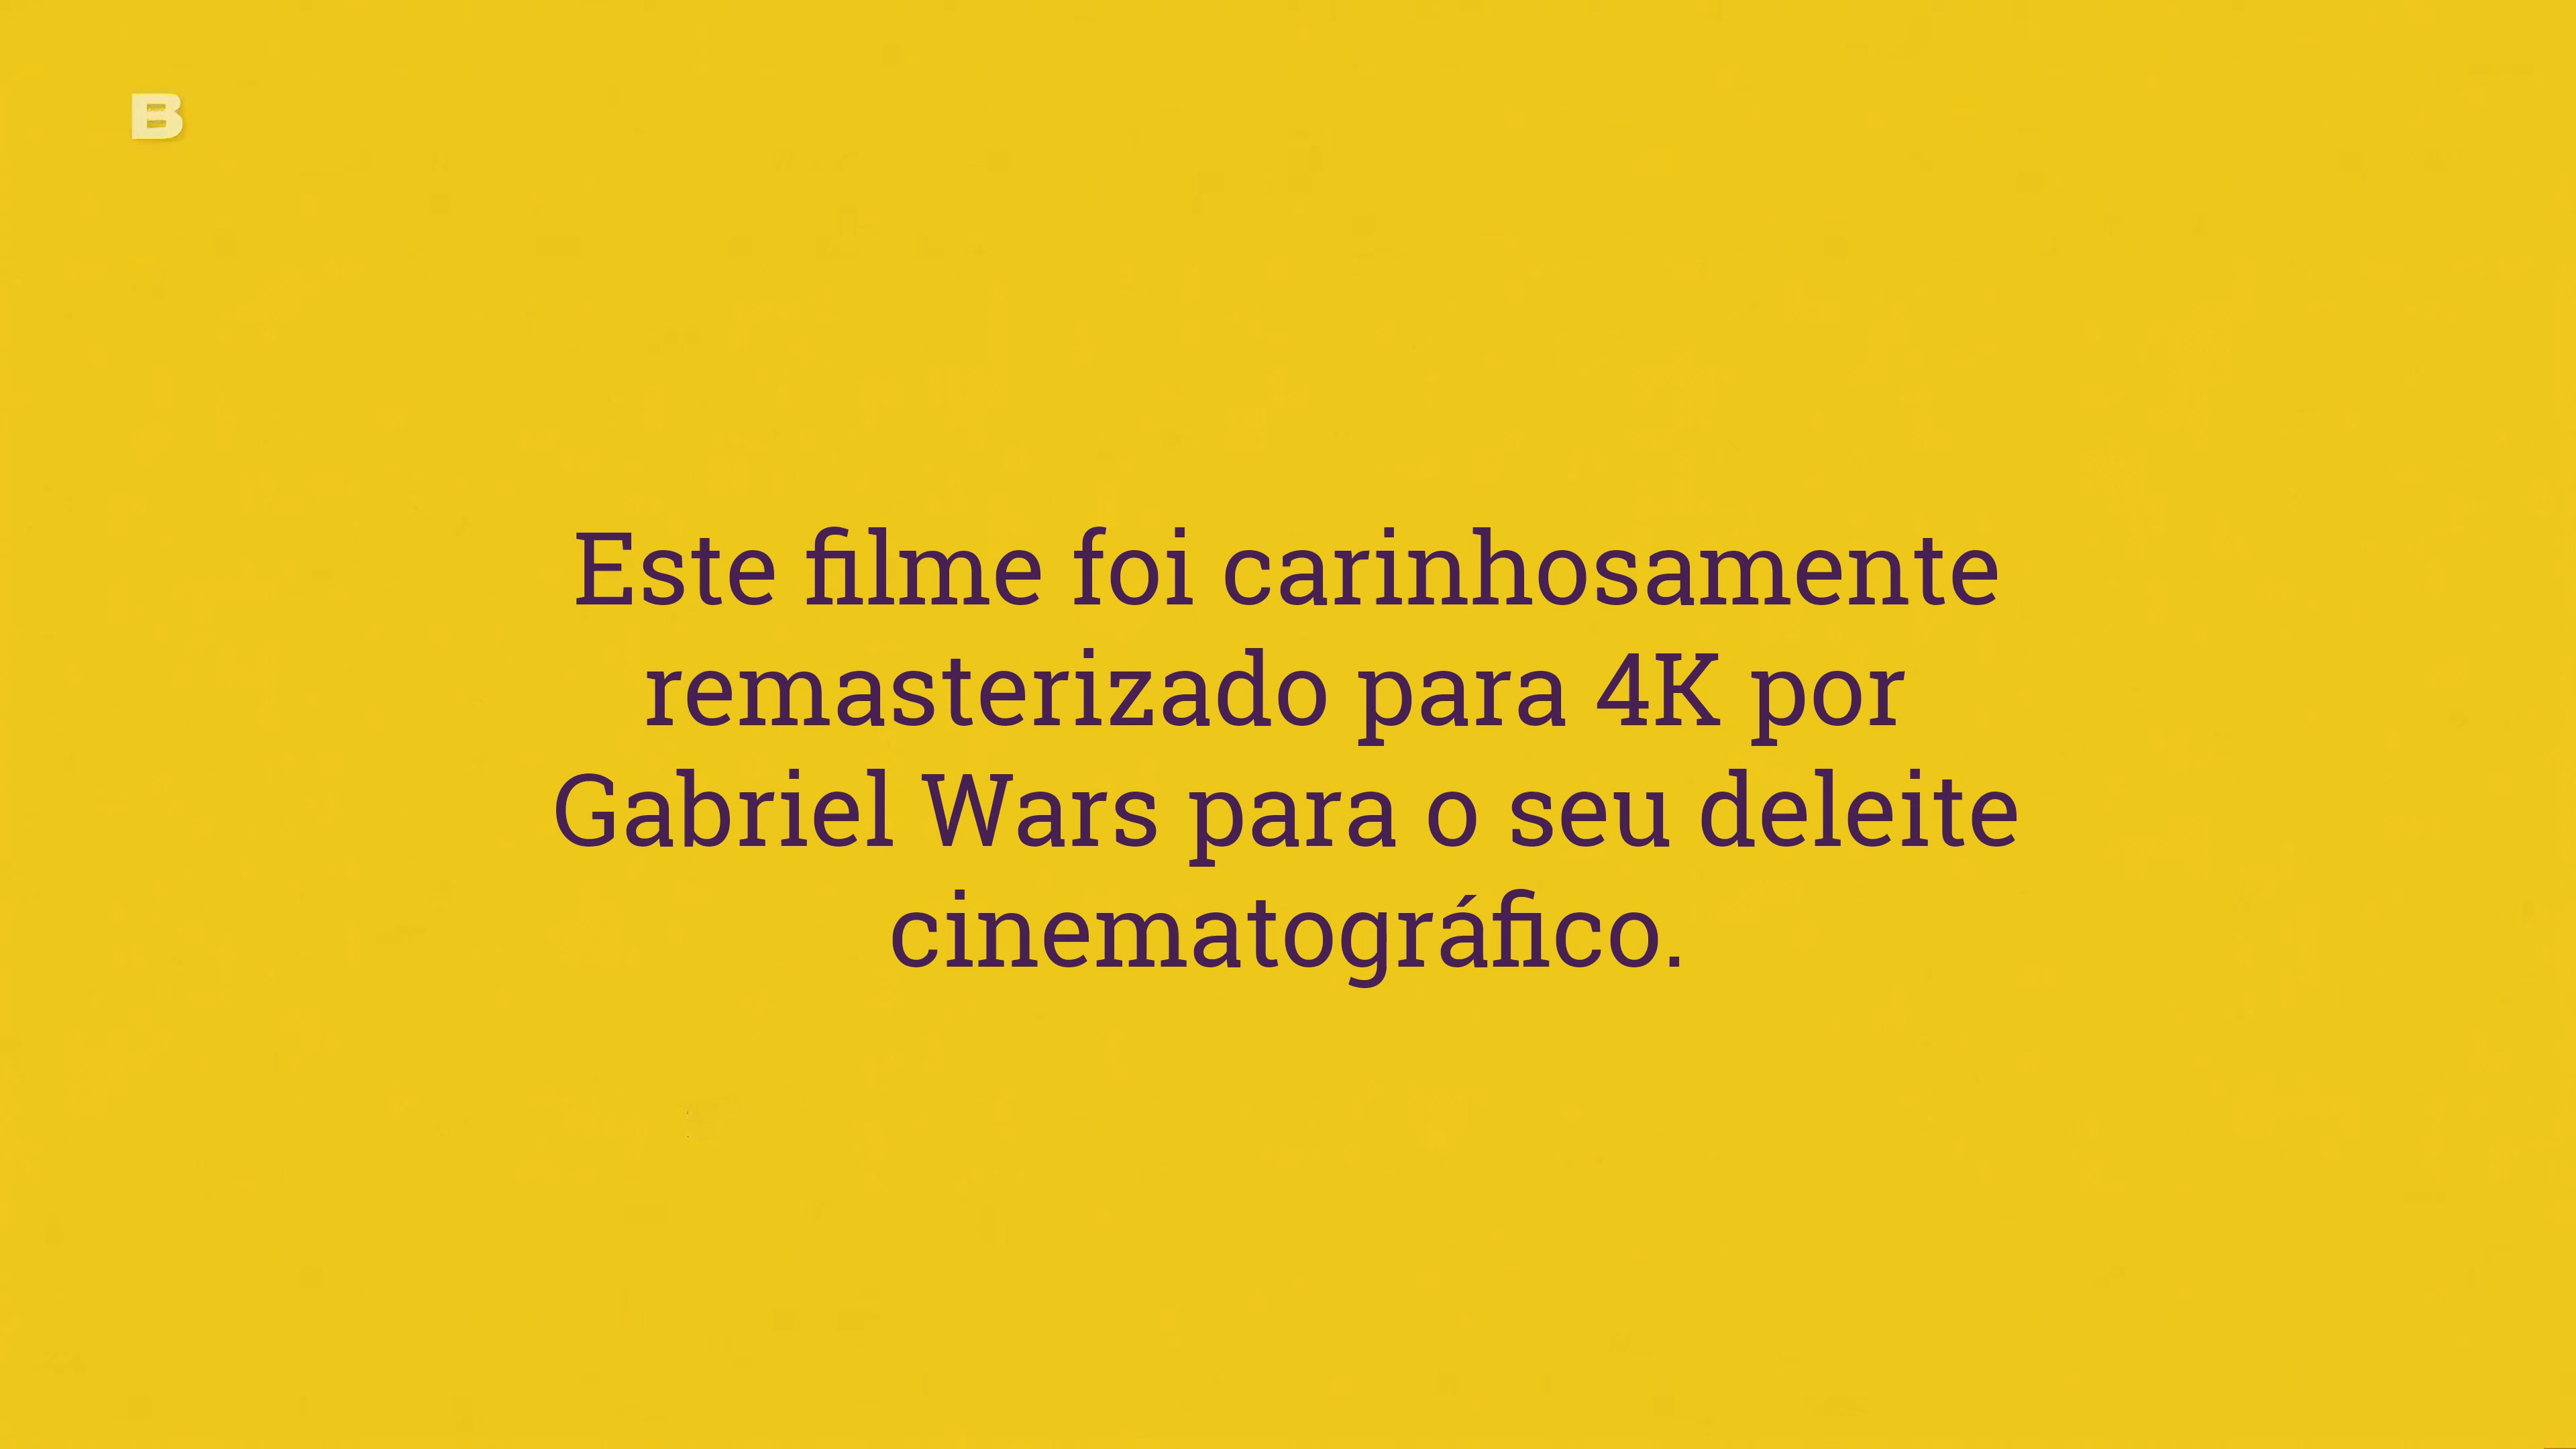 B
Este filme foi carinhosamente
remasterizado para 4K por
Gabriel Wars para o seu deleite
cinematográfico.